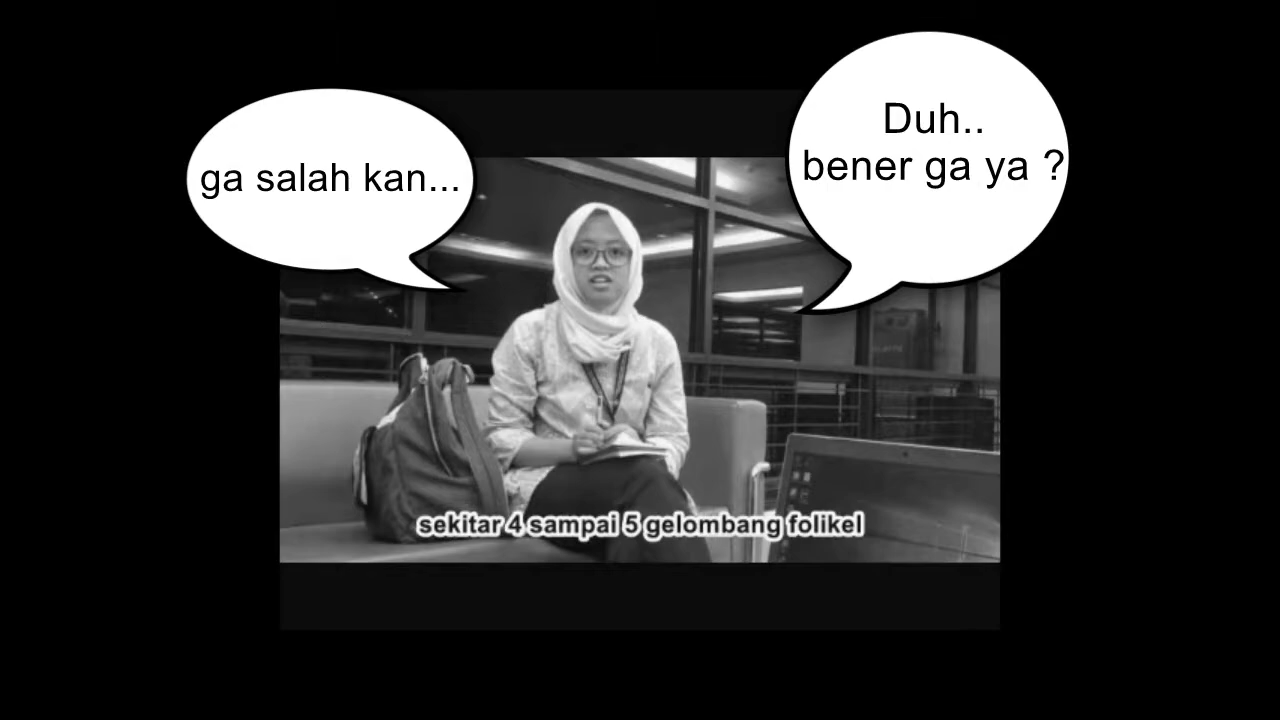 ga salah kan...
Duh..
bener ga ya ?
sekitar 4 sampai 5 gelombang folikel